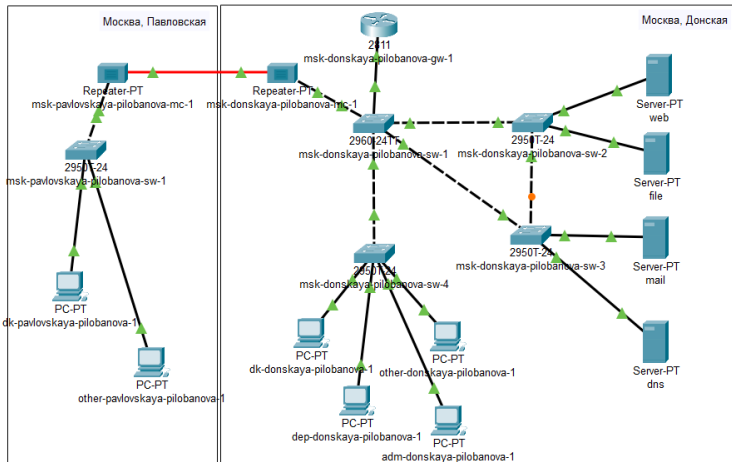 Москва, Павловская
Москва, Донская
2811
msk-donskaya-pilobanova-gw-1
Repeater-PT
msk-pavlovskaya-pilobanova-mc-1
Repeater-PT
msk-donskaya-pilobanova-mc-1
Server-PT
web
2960-24TT
msk-donskaya-pilobanova-sw-1
2950T-24
msk-donskaya-pilobanova-sw-2
2950T-24
msk-pavlovskaya-pilobanova-sw-1
Server-PT
file
2950T-24
msk-donskaya-pilobanova-sw-3
Server-PT
mail
2950T-24
msk-donskaya-pilobanova-sw-4
PC-PT
dk-pavlovskaya-pilobanova-1
PC-PT
other-pavlovskaya-pilobanova-1
PC-PT
dk-donskaya-pilobanova-1
PC-PT
other-donskaya-pilobanova-1
Server-PT
dns
PC-PT
dep-donskaya-pilobanova-1
PC-PT
adm-donskaya-pilobanova-1